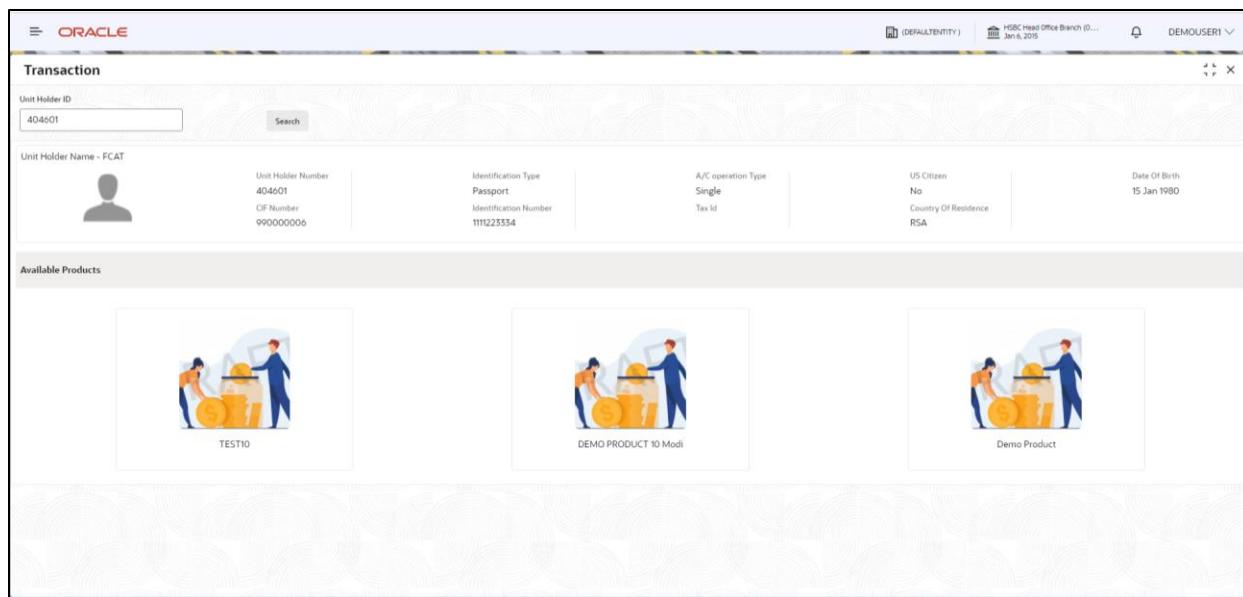 ORACLE
(DEFAULTENTITY )
HSBC Head Office Branch (0...
Jan 6, 2015
DEMOUSER1
Transaction
Unit Holder ID
404601
Search
Unit Holder Name - FCAT
Unit Holder Number
404601
CIF Number
990000006
Identification Type
Passport
Identification Number
1111223334
A/C operation Type
Single
Tax Id
US Citizen
No
Country Of Residence
RSA
Date Of Birth
15 Jan 1980
Available Products
TEST10
DEMO PRODUCT 10 Modi
Demo Product